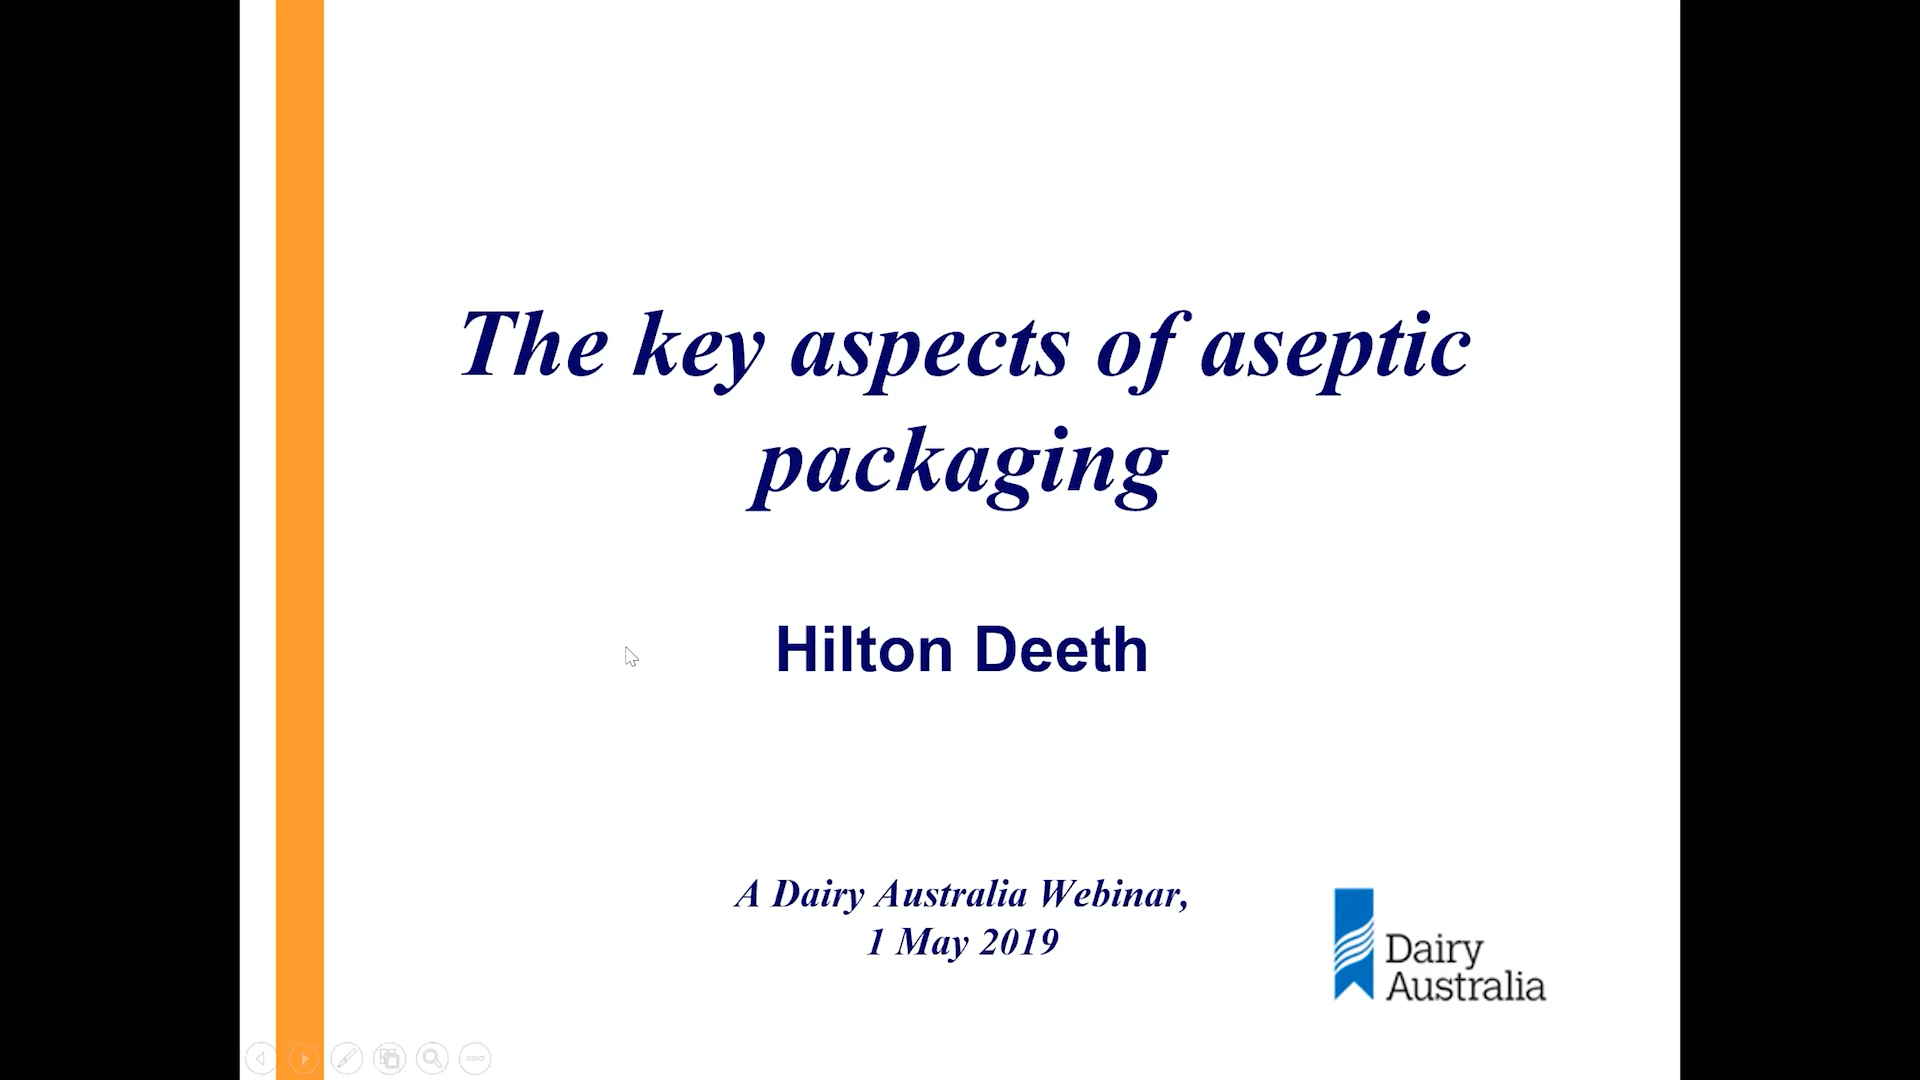 The key aspects of aseptic
packaging
Hilton Deeth
A Dairy Australia Webinar,
1 May 2019
Dairy
Australia